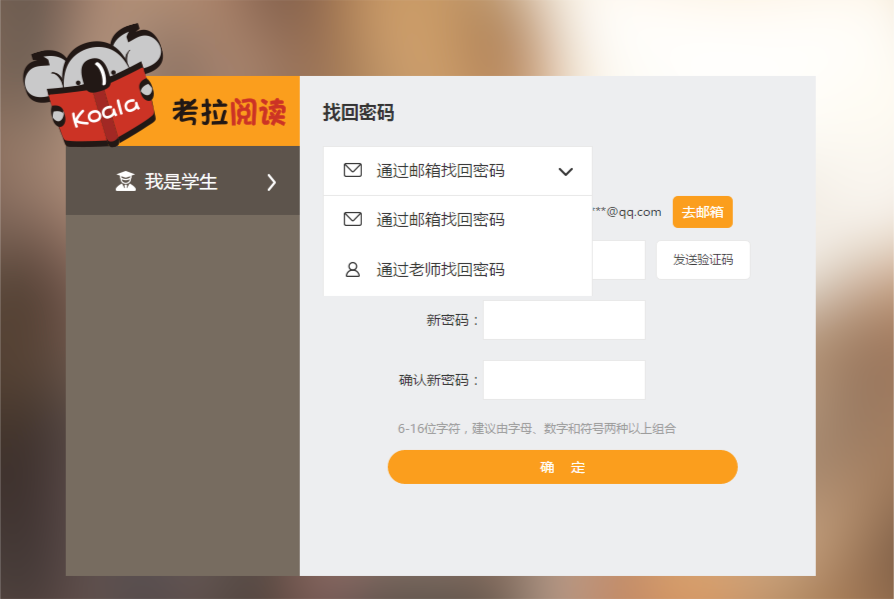 Koala
考拉阅读
我是学生
找回密码
通过邮箱找回密码
通过邮箱找回密码
通过老师找回密码
**@qq.com 去邮箱
发送验证码
新密码：
确认新密码：
6-16位字符，建议由字母、数字和符号两种以上组合
确 定